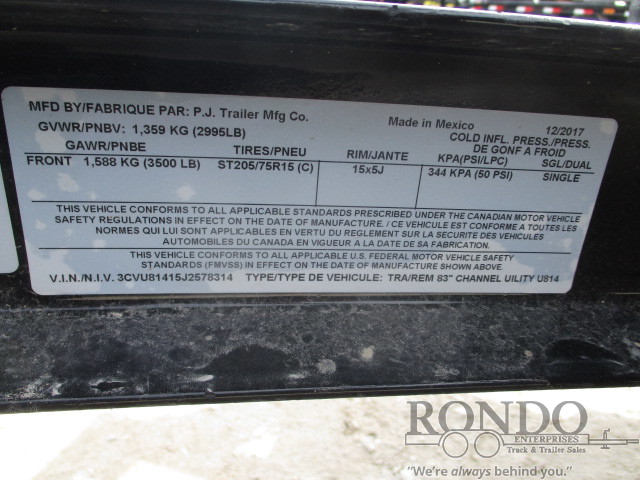 MFD BY/FABRIQUE PAR: P.J. Trailer Mfg Co. Made in Mexico 12/2017
GVWR/PNBV: 1,359 KG (2995LB) COLD INFL. PRESS./PRESS.
DE GONF A FROID
GAWR/PNBE TIRES/PNEU RIM/JANTE KPA(PSI/LPC) SGL/DUAL
FRONT 1,588 KG (3500 LB) ST205/75R15 (C) 15x5J 344 KPA (50 PSI) SINGLE
THIS VEHICLE CONFORMS TO ALL APPLICABLE STANDARDS PRESCRIBED UNDER THE CANADIAN MOTOR VEHICLE
SAFETY REGULATIONS IN EFFECT ON THE DATE OF MANUFACTURE. / CE VEHICULE EST CONFORME A TOUTES LES
NORMES QUI LUI SONT APPLICABLES EN VERTU DU REGLEMENT SUR LA SECURITE DES VEHICULES
AUTOMOBILES DU CANADA EN VIGUEUR A LA DATE DE SA FABRICATION.
THIS VEHICLE CONFORMS TO ALL APPLICABLE U.S. FEDERAL MOTOR VEHICLE SAFETY
STANDARDS (FMVSS) IN EFFECT ON THE DATE OF MANUFACTURE SHOWN ABOVE.
V.I.N./N.I.V. 3CVU81415J2578314 TYPE/TYPE DE VEHICULE: TRA/REM 83" CHANNEL UILITY U814
RONDO
ENTERPRISES
Truck & Trailer Sales
"We're always behind you."